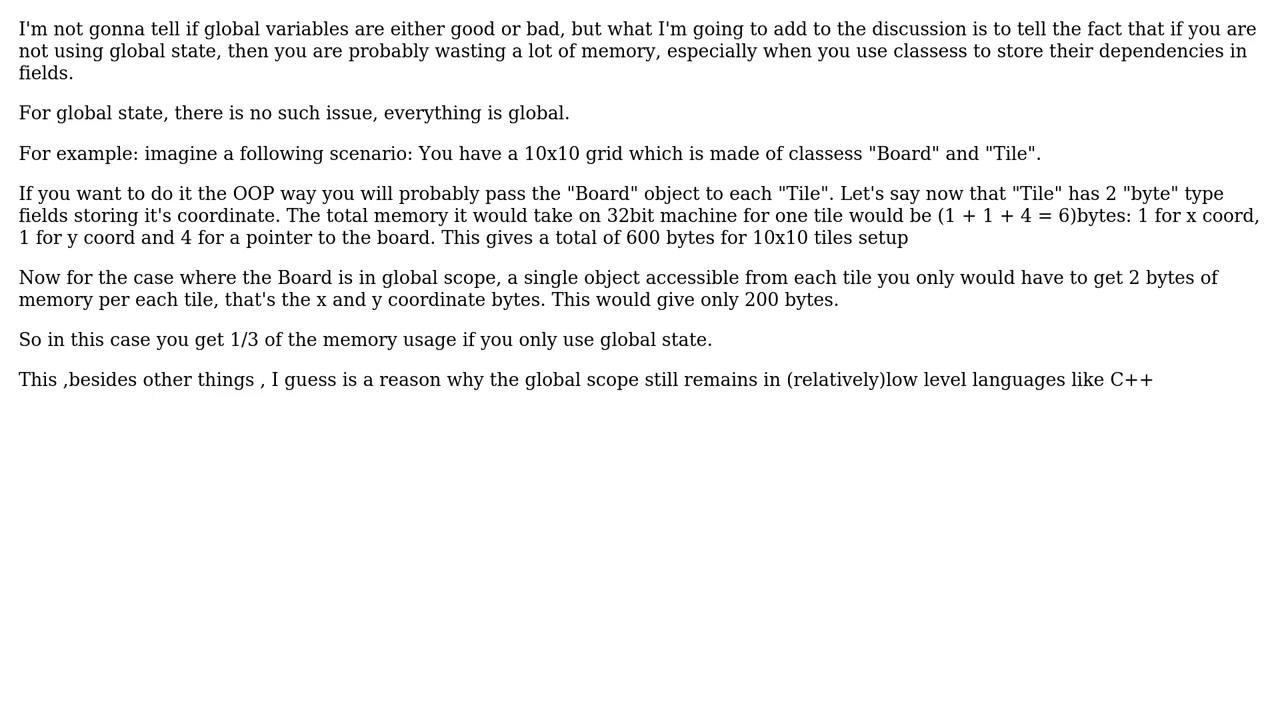 I'm not gonna tell if global variables are either good or bad, but what I'm going to add to the discussion is to tell the fact that if you are
not using global state, then you are probably wasting a lot of memory, especially when you use classess to store their dependencies in
fields.
For global state, there is no such issue, everything is global.
For example: imagine a following scenario: You have a 10x10 grid which is made of classess "Board" and "Tile".
If you want to do it the OOP way you will probably pass the "Board" object to each "Tile". Let's say now that "Tile" has 2 "byte" type
fields storing it's coordinate. The total memory it would take on 32bit machine for one tile would be (1 + 1 + 4 = 6)bytes: 1 for x coord,
1 for y coord and 4 for a pointer to the board. This gives a total of 600 bytes for 10x10 tiles setup
Now for the case where the Board is in global scope, a single object accessible from each tile you only would have to get 2 bytes of
memory per each tile, that's the x and y coordinate bytes. This would give only 200 bytes.
So in this case you get 1/3 of the memory usage if you only use global state.
This ,besides other things , I guess is a reason why the global scope still remains in (relatively)low level languages like C++